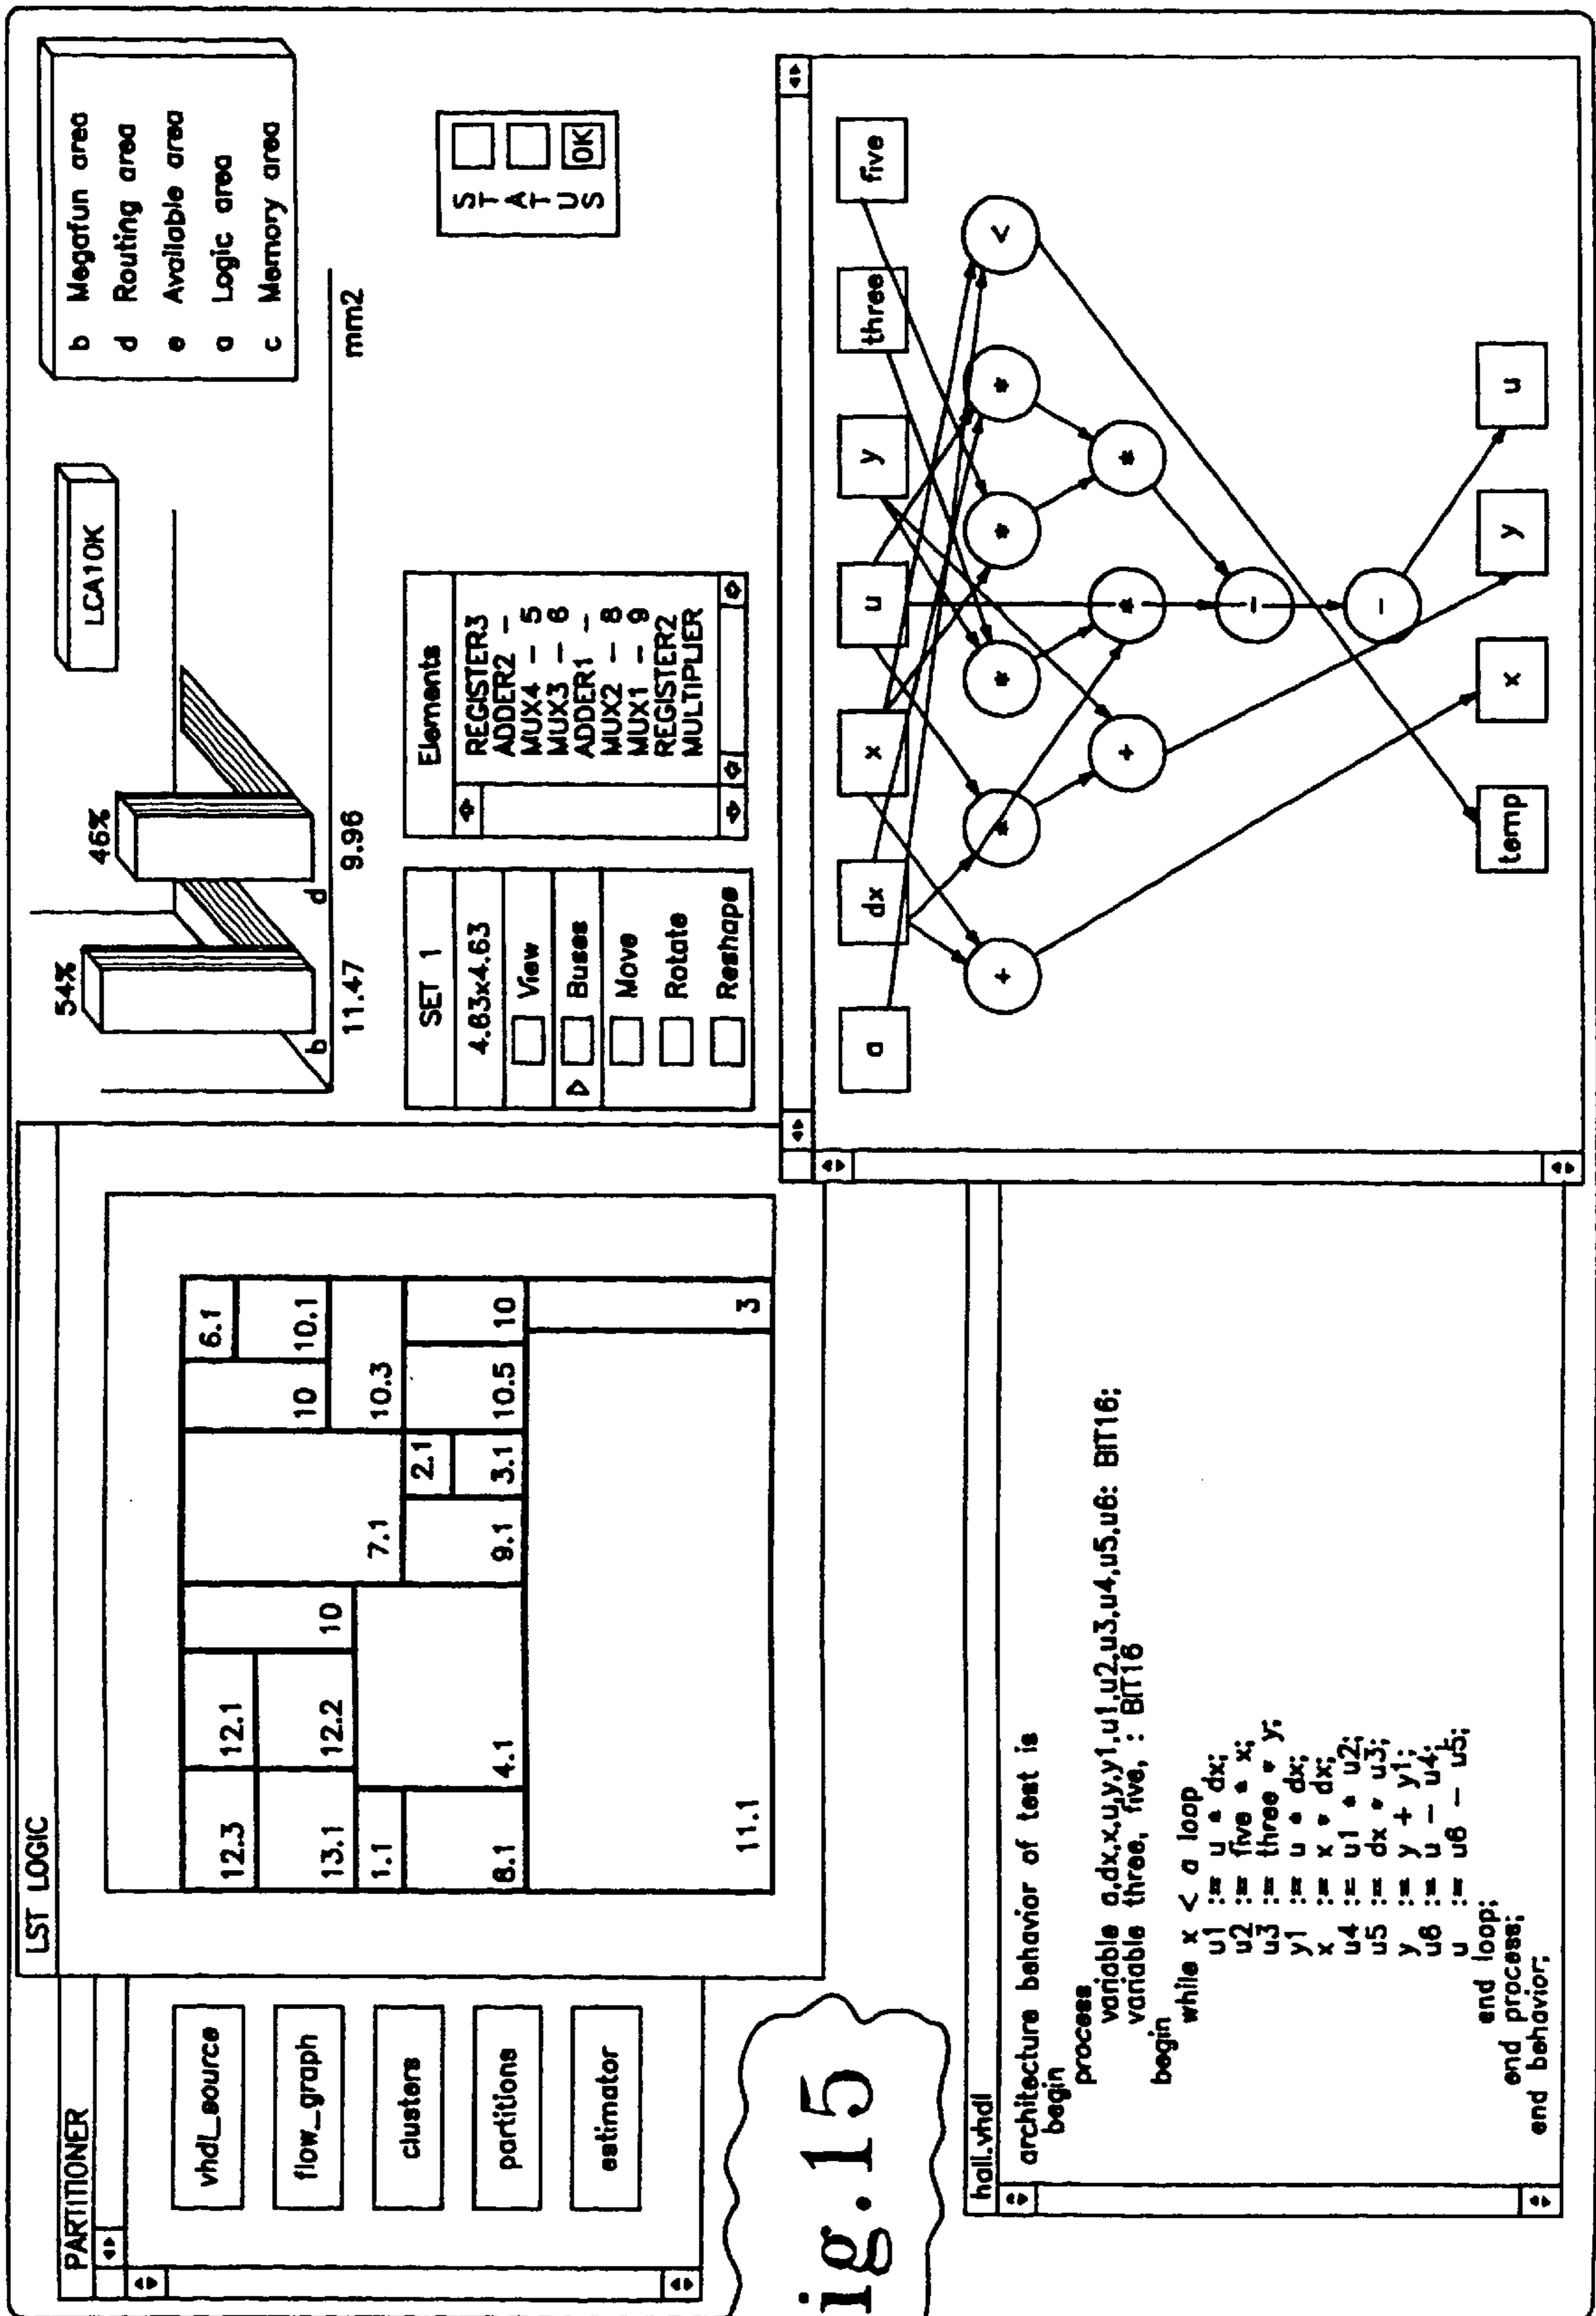 PARTITIONER
vhdl_source
flow_graph
clusters
partitions
estimator
LST LOGIC
12.3
12.1
10
7.1
10
6.1
13.1
12.2
10.1
1.1
4.1
10.3
8.1
9.1
2.1
3.1
10.5
10
11.1
3
54%
46%
LCA10K
b
d
11.47
9.96
mm2
b Megafun area
d Routing area
e Available area
a Logic area
c Memory area
SET 1
4.63x4.63
View
Buses
Move
Rotate
Reshape
Elements
REGISTER3
ADDER2 -
MUX4 - 5
MUX3 - 6
ADDER1 -
MUX2 - 8
MUX1 - 9
REGISTER2
MULTIPLIER
STATUS
OK
ig.15
hall.vhdl
architecture behavior of test is
begin
process
variable a,dx,x,u,y,y1,u1,u2,u3,u4,u5,u6: BIT16;
variable three, five, : BIT16
begin
while x < a loop
u1 := u * dx;
u2 := five * x;
u3 := three * y;
y1 := u * dx;
x := x * dx;
u4 := u1 * u2;
u5 := dx * u3;
y := y + y1;
u6 := u - u4;
u := u6 - u5;
end loop;
end process;
end behavior;
a
dx
x
u
y
three
five
+
*
*
*
*
<
+
*
*
-
-
temp
x
y
u